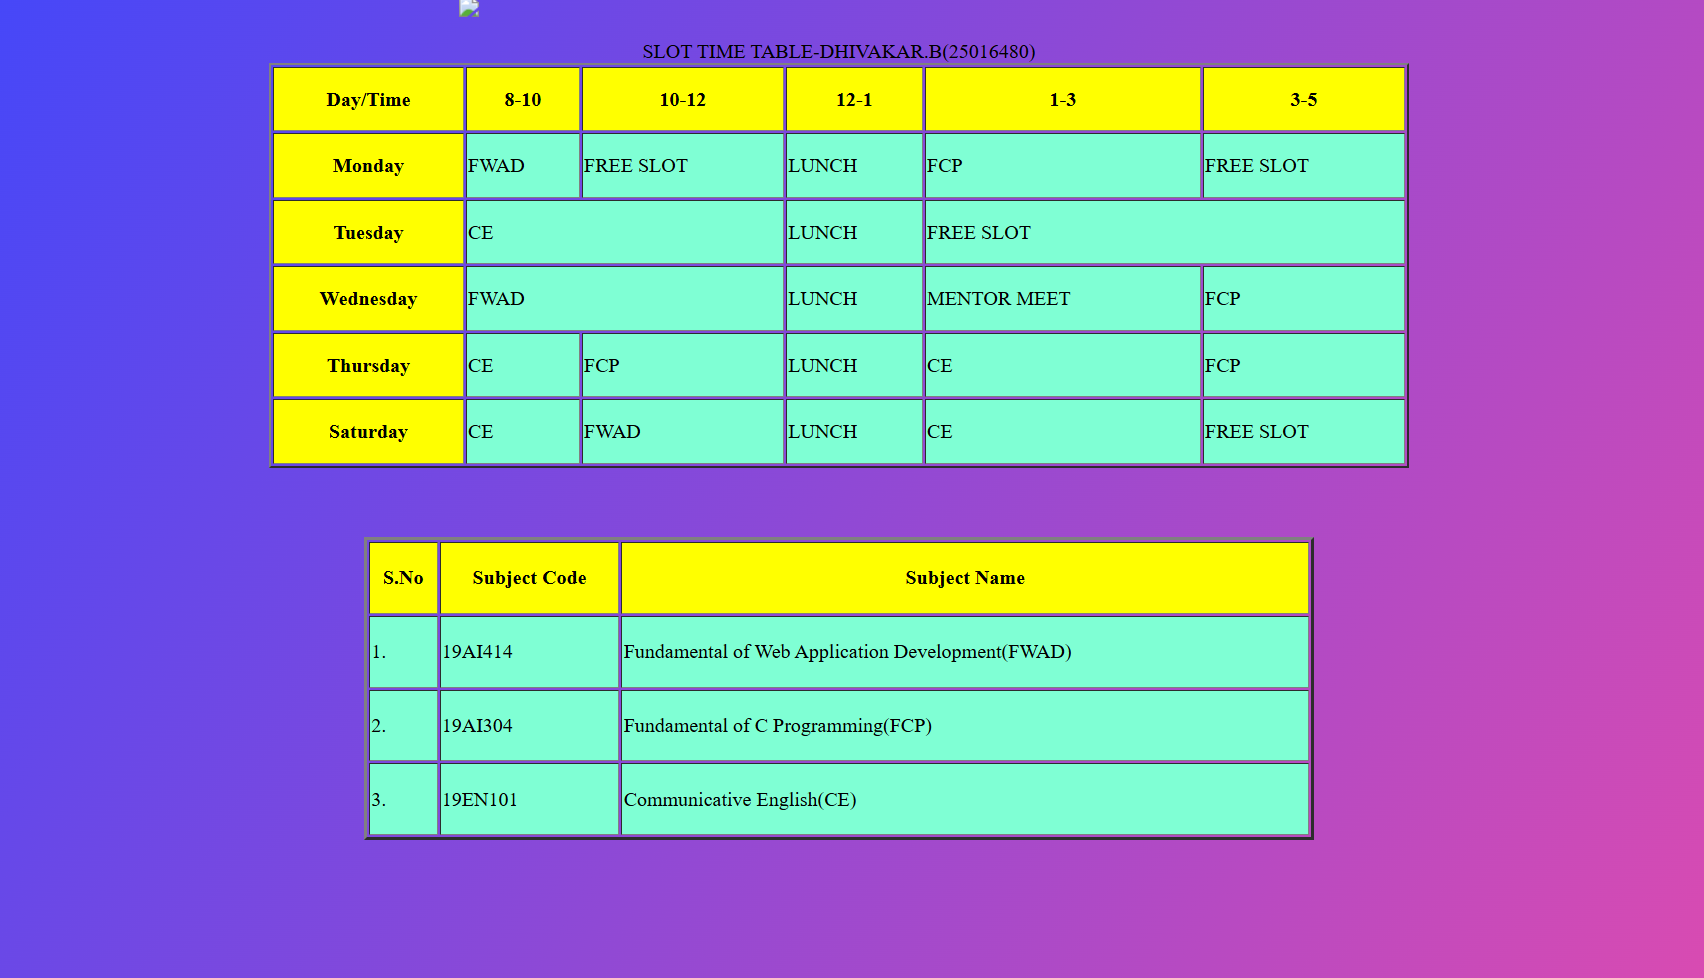 SLOT TIME TABLE-DHIVAKAR.B(25016480)
Day/Time 8-10 10-12 12-1 1-3 3-5
Monday FWAD FREE SLOT LUNCH FCP FREE SLOT
Tuesday CE LUNCH FREE SLOT
Wednesday FWAD LUNCH MENTOR MEET FCP
Thursday CE FCP LUNCH CE FCP
Saturday CE FWAD LUNCH CE FREE SLOT
S.No Subject Code Subject Name
1. 19AI414 Fundamental of Web Application Development(FWAD)
2. 19AI304 Fundamental of C Programming(FCP)
3. 19EN101 Communicative English(CE)